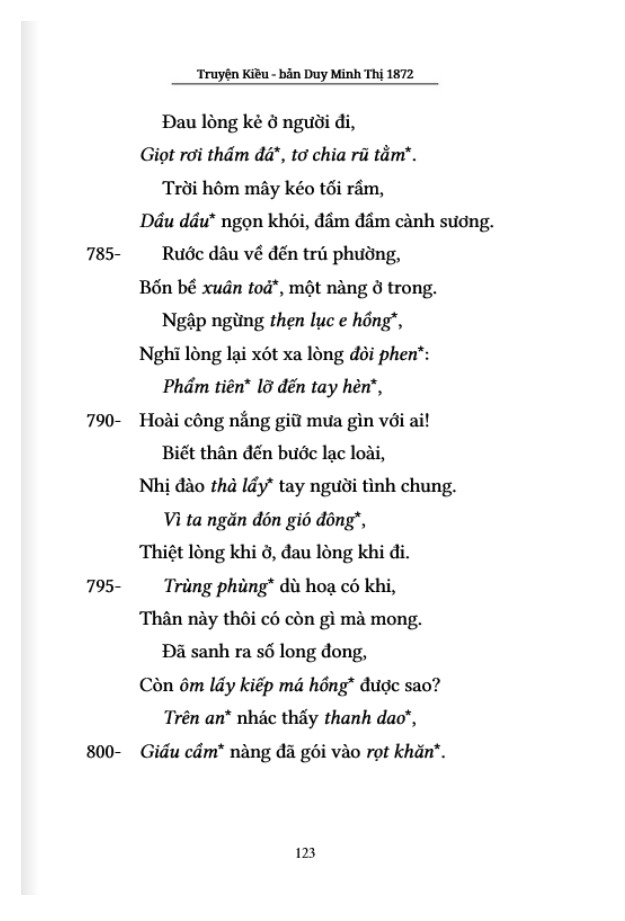 Truyện Kiều - bản Duy Minh Thị 1872
Đau lòng kẻ ở người đi,
Giọt rơi thấm đá*, tơ chia rũ tằm*.
Trời hôm mây kéo tối rầm,
Dầu dầu* ngọn khói, đầm đầm cành sương.
785- Rước dâu về đến trú phường,
Bốn bề xuân toả*, một nàng ở trong.
Ngập ngừng thẹn lục e hồng*,
Nghĩ lòng lại xót xa lòng đòi phen*:
Phẩm tiên* lỡ đến tay hèn*,
790- Hoài công nắng giữ mưa gìn với ai!
Biết thân đến bước lạc loài,
Nhị đào thà lẩy* tay người tình chung.
Vì ta ngăn đón gió đông*,
Thiệt lòng khi ở, đau lòng khi đi.
795- Trùng phùng* dù hoạ có khi,
Thân này thôi có còn gì mà mong.
Đã sanh ra số long đong,
Còn ôm lấy kiếp má hồng* được sao?
Trên an* nhác thấy thanh dao*,
800- Giấu cầm* nàng đã gói vào rọt khăn*.
123